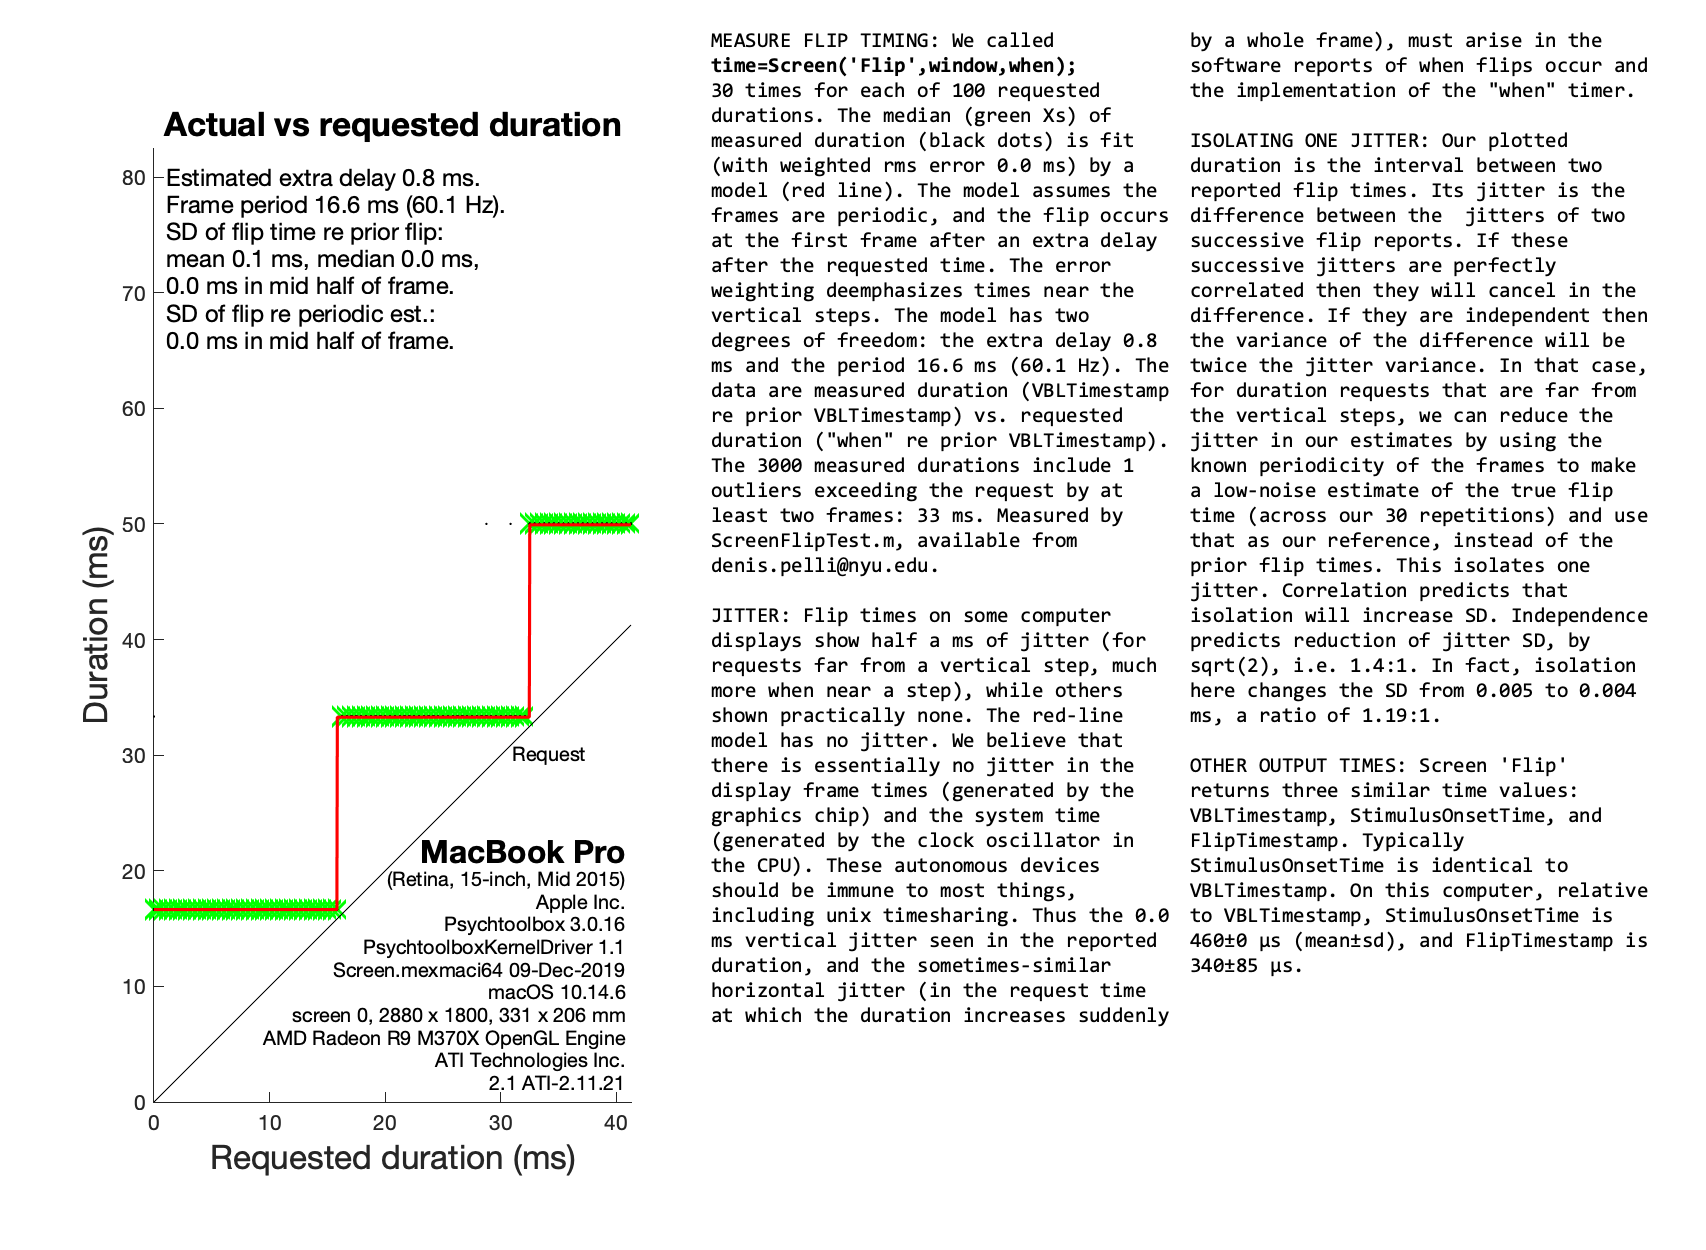 Actual vs requested duration
Estimated extra delay 0.8 ms.
Frame period 16.6 ms (60.1 Hz).
SD of flip time re prior flip:
mean 0.1 ms, median 0.0 ms,
0.0 ms in mid half of frame.
SD of flip re periodic est.:
0.0 ms in mid half of frame.
80
70
60
50
40
30
20
10
0
Duration (ms)
Request
MacBook Pro
(Retina, 15-inch, Mid 2015)
Apple Inc.
Psychtoolbox 3.0.16
PsychtoolboxKernelDriver 1.1
Screen.mexmaci64 09-Dec-2019
macOS 10.14.6
screen 0, 2880 x 1800, 331 x 206 mm
AMD Radeon R9 M370X OpenGL Engine
ATI Technologies Inc.
2.1 ATI-2.11.21
0 10 20 30 40
Requested duration (ms)
MEASURE FLIP TIMING: We called
time=Screen('Flip',window,when);
30 times for each of 100 requested
durations. The median (green Xs) of
measured duration (black dots) is fit
(with weighted rms error 0.0 ms) by a
model (red line). The model assumes the
frames are periodic, and the flip occurs
at the first frame after an extra delay
after the requested time. The error
weighting deemphasizes times near the
vertical steps. The model has two
degrees of freedom: the extra delay 0.8
ms and the period 16.6 ms (60.1 Hz). The
data are measured duration (VBLTimestamp
re prior VBLTimestamp) vs. requested
duration ("when" re prior VBLTimestamp).
The 3000 measured durations include 1
outliers exceeding the request by at
least two frames: 33 ms. Measured by
ScreenFlipTest.m, available from
denis.pelli@nyu.edu.
JITTER: Flip times on some computer
displays show half a ms of jitter (for
requests far from a vertical step, much
more when near a step), while others
shown practically none. The red-line
model has no jitter. We believe that
there is essentially no jitter in the
display frame times (generated by the
graphics chip) and the system time
(generated by the clock oscillator in
the CPU). These autonomous devices
should be immune to most things,
including unix timesharing. Thus the 0.0
ms vertical jitter seen in the reported
duration, and the sometimes-similar
horizontal jitter (in the request time
at which the duration increases suddenly
by a whole frame), must arise in the
software reports of when flips occur and
the implementation of the "when" timer.
ISOLATING ONE JITTER: Our plotted
duration is the interval between two
reported flip times. Its jitter is the
difference between the  jitters of two
successive flip reports. If these
successive jitters are perfectly
correlated then they will cancel in the
difference. If they are independent then
the variance of the difference will be
twice the jitter variance. In that case,
for duration requests that are far from
the vertical steps, we can reduce the
jitter in our estimates by using the
known periodicity of the frames to make
a low-noise estimate of the true flip
time (across our 30 repetitions) and use
that as our reference, instead of the
prior flip times. This isolates one
jitter. Correlation predicts that
isolation will increase SD. Independence
predicts reduction of jitter SD, by
sqrt(2), i.e. 1.4:1. In fact, isolation
here changes the SD from 0.005 to 0.004
ms, a ratio of 1.19:1.
OTHER OUTPUT TIMES: Screen 'Flip'
returns three similar time values:
VBLTimestamp, StimulusOnsetTime, and
FlipTimestamp. Typically
StimulusOnsetTime is identical to
VBLTimestamp. On this computer, relative
to VBLTimestamp, StimulusOnsetTime is
460±0 µs (mean±sd), and FlipTimestamp is
340±85 µs.